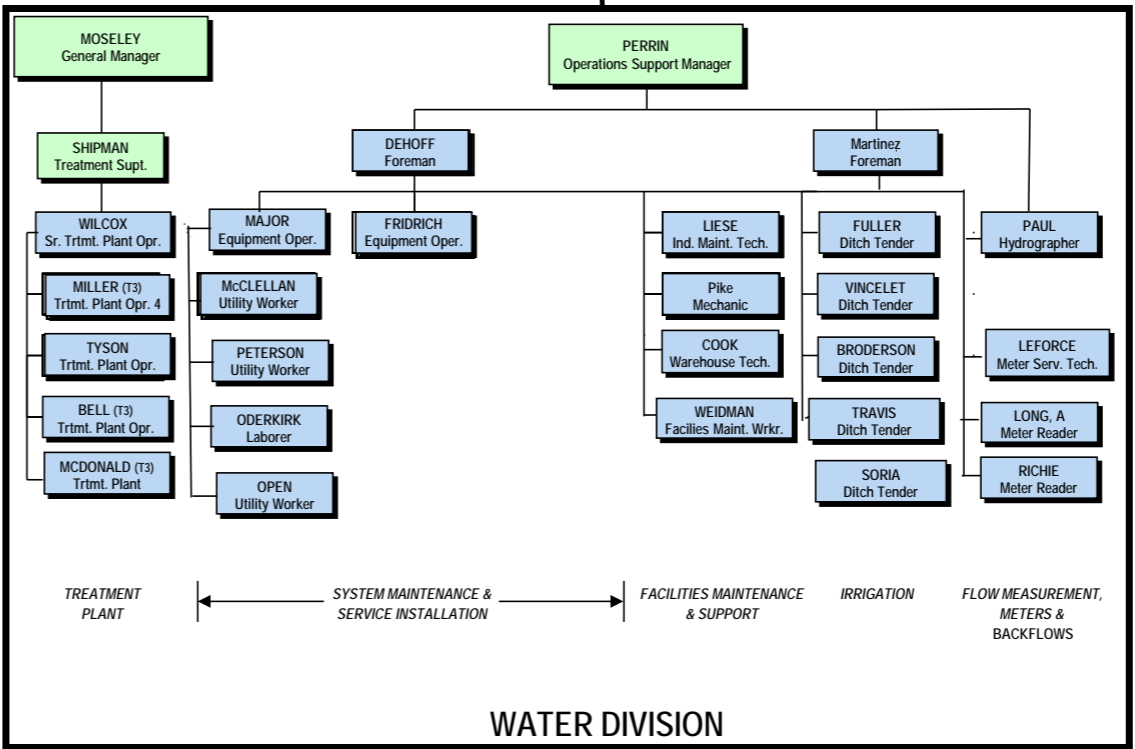 MOSELEY
General Manager
PERRIN
Operations Support Manager
SHIPMAN
Treatment Supt.
DEHOFF
Foreman
Martinez
Foreman
WILCOX
Sr. Trtmt. Plant Opr.
MILLER (T3)
Trtmt. Plant Opr. 4
TYSON
Trtmt. Plant Opr.
BELL (T3)
Trtmt. Plant Opr.
MCDONALD (T3)
Trtmt. Plant
MAJOR
Equipment Oper.
McCLELLAN
Utility Worker
PETERSON
Utility Worker
ODERKIRK
Laborer
OPEN
Utility Worker
FRIDRICH
Equipment Oper.
LIESE
Ind. Maint. Tech.
Pike
Mechanic
COOK
Warehouse Tech.
WEIDMAN
Facilies Maint. Wrkr.
FULLER
Ditch Tender
VINCELET
Ditch Tender
BRODERSON
Ditch Tender
TRAVIS
Ditch Tender
SORIA
Ditch Tender
PAUL
Hydrographer
LEFORCE
Meter Serv. Tech.
LONG, A
Meter Reader
RICHIE
Meter Reader
TREATMENT
PLANT
SYSTEM MAINTENANCE &
SERVICE INSTALLATION
FACILITIES MAINTENANCE
& SUPPORT
IRRIGATION
FLOW MEASUREMENT,
METERS &
BACKFLOWS
WATER DIVISION